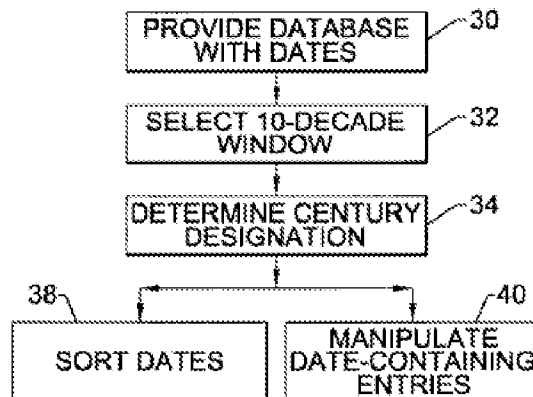 PROVIDE DATABASE
WITH DATES
30
SELECT 10-DECADE
WINDOW
32
DETERMINE CENTURY
DESIGNATION
34
38
SORT DATES
40
MANIPULATE
DATE-CONTAINING
ENTRIES